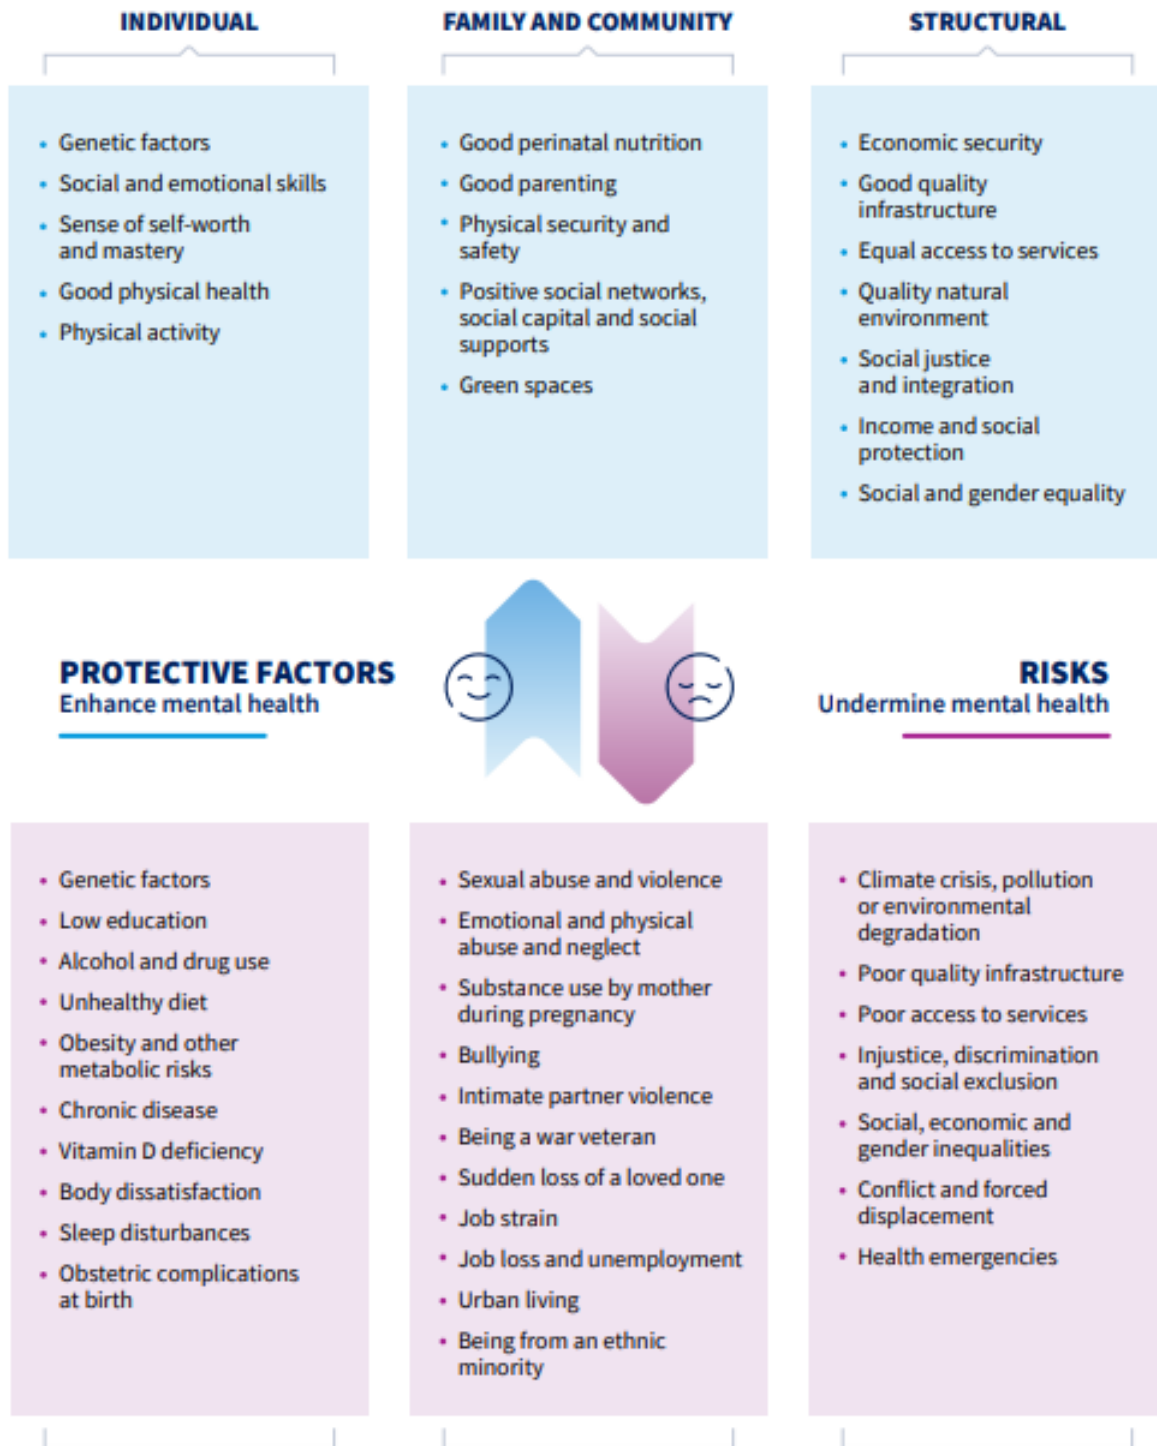 INDIVIDUAL
FAMILY AND COMMUNITY
STRUCTURAL
• Genetic factors
• Social and emotional skills
• Sense of self-worth
and mastery
• Good physical health
• Physical activity
• Good perinatal nutrition
• Good parenting
• Physical security and
safety
• Positive social networks,
social capital and social
supports
• Green spaces
• Economic security
• Good quality
infrastructure
• Equal access to services
• Quality natural
environment
• Social justice
and integration
• Income and social
protection
• Social and gender equality
PROTECTIVE FACTORS
Enhance mental health
RISKS
Undermine mental health
• Genetic factors
• Low education
• Alcohol and drug use
• Unhealthy diet
• Obesity and other
metabolic risks
• Chronic disease
• Vitamin D deficiency
• Body dissatisfaction
• Sleep disturbances
• Obstetric complications
at birth
• Sexual abuse and violence
• Emotional and physical
abuse and neglect
• Substance use by mother
during pregnancy
• Bullying
• Intimate partner violence
• Being a war veteran
• Sudden loss of a loved one
• Job strain
• Job loss and unemployment
• Urban living
• Being from an ethnic
minority
• Climate crisis, pollution
or environmental
degradation
• Poor quality infrastructure
• Poor access to services
• Injustice, discrimination
and social exclusion
• Social, economic and
gender inequalities
• Conflict and forced
displacement
• Health emergencies